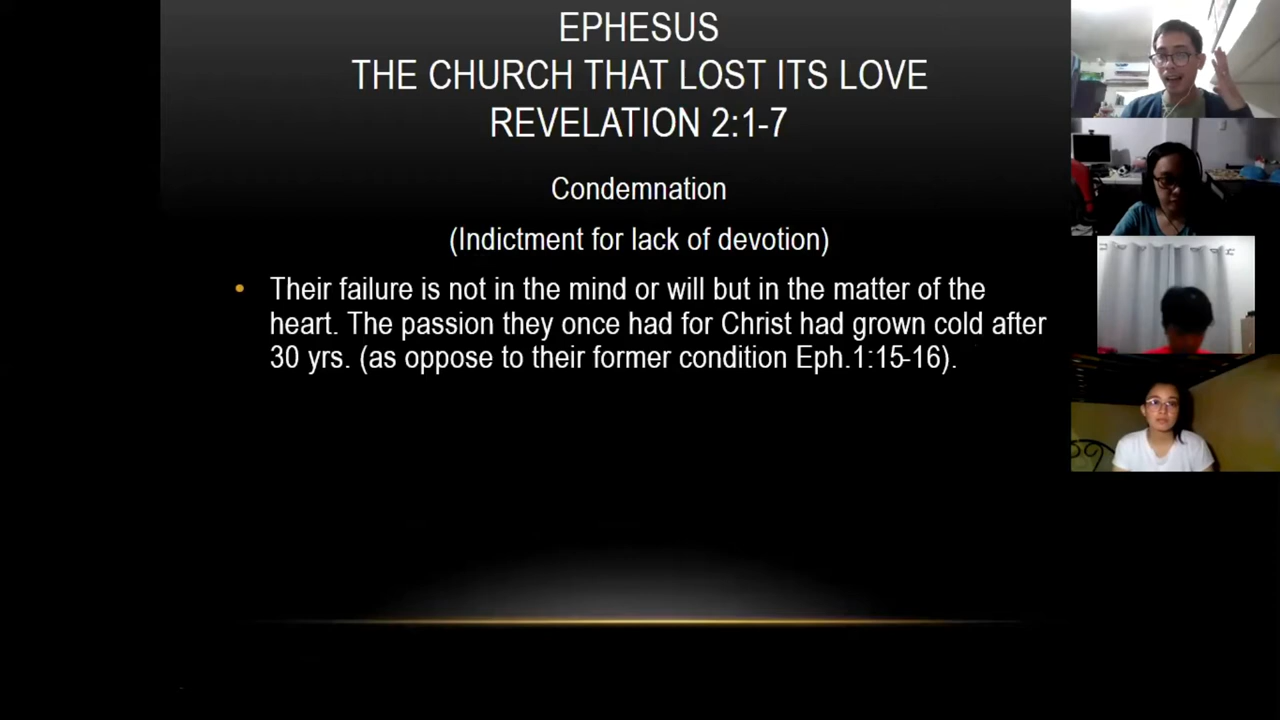 EPHESUS
THE CHURCH THAT LOST ITS LOVE
REVELATION 2:1-7
Condemnation
(Indictment for lack of devotion)
• Their failure is not in the mind or will but in the matter of the
heart. The passion they once had for Christ had grown cold after
30 yrs. (as oppose to their former condition Eph.1:15-16).